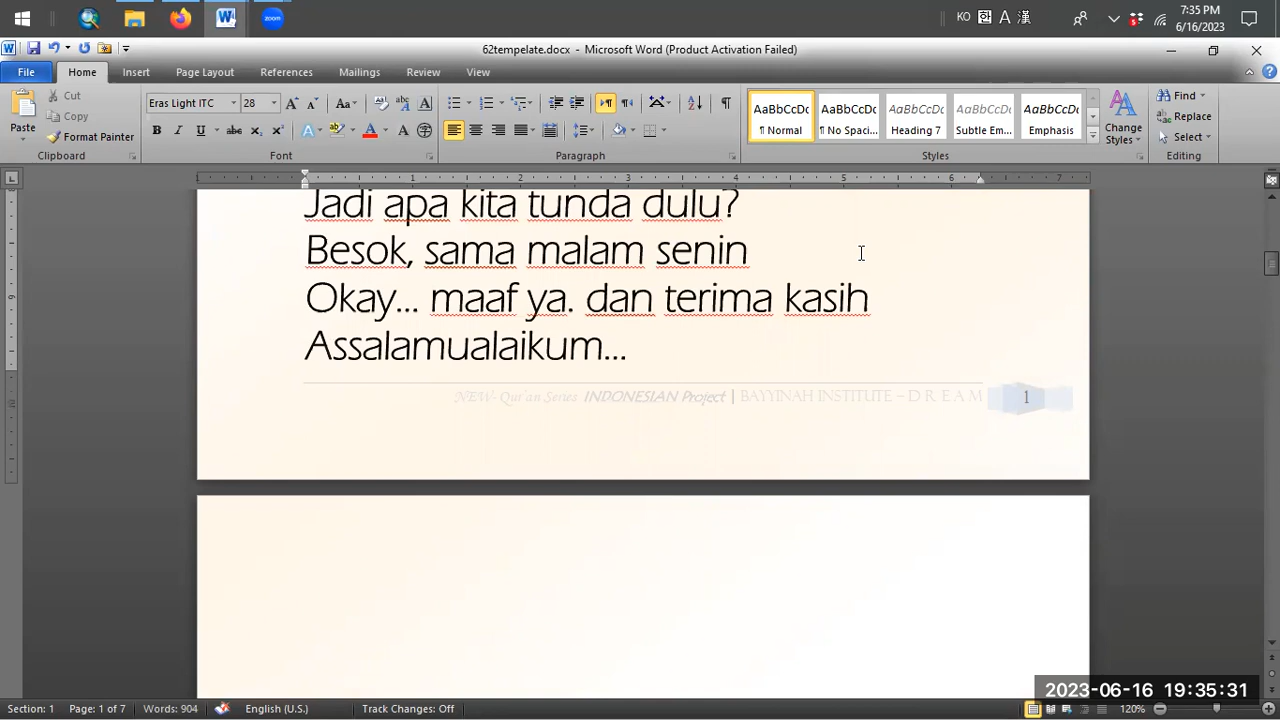 7:35 PM
KO 囝 A 漢
6/16/2023
62tempelate.docx - Microsoft Word (Product Activation Failed)
File Home Insert Page Layout References Mailings Review View
Paste
Cut
Copy
Format Painter
Clipboard
Eras Light ITC 28
Font
Paragraph
AaBbCcDc AaBbCcDc AaBbCcDc AaBbCcDc AaBbCcDc
¶ Normal ¶ No Spaci... Heading 7 Subtle Em... Emphasis
Change Styles
Styles
Find
Replace
Select
Editing
Jadi apa kita tunda dulu?
Besok, sama malam senin
Okay... maaf ya. dan terima kasih
Assalamualaikum...
NEW- Qur'an Series INDONESIAN Project | BAYYINAH INSTITUTE – D R E A M 1
2023-06-16 19:35:31
Section: 1 Page: 1 of 7 Words: 904 English (U.S.) Track Changes: Off 120%